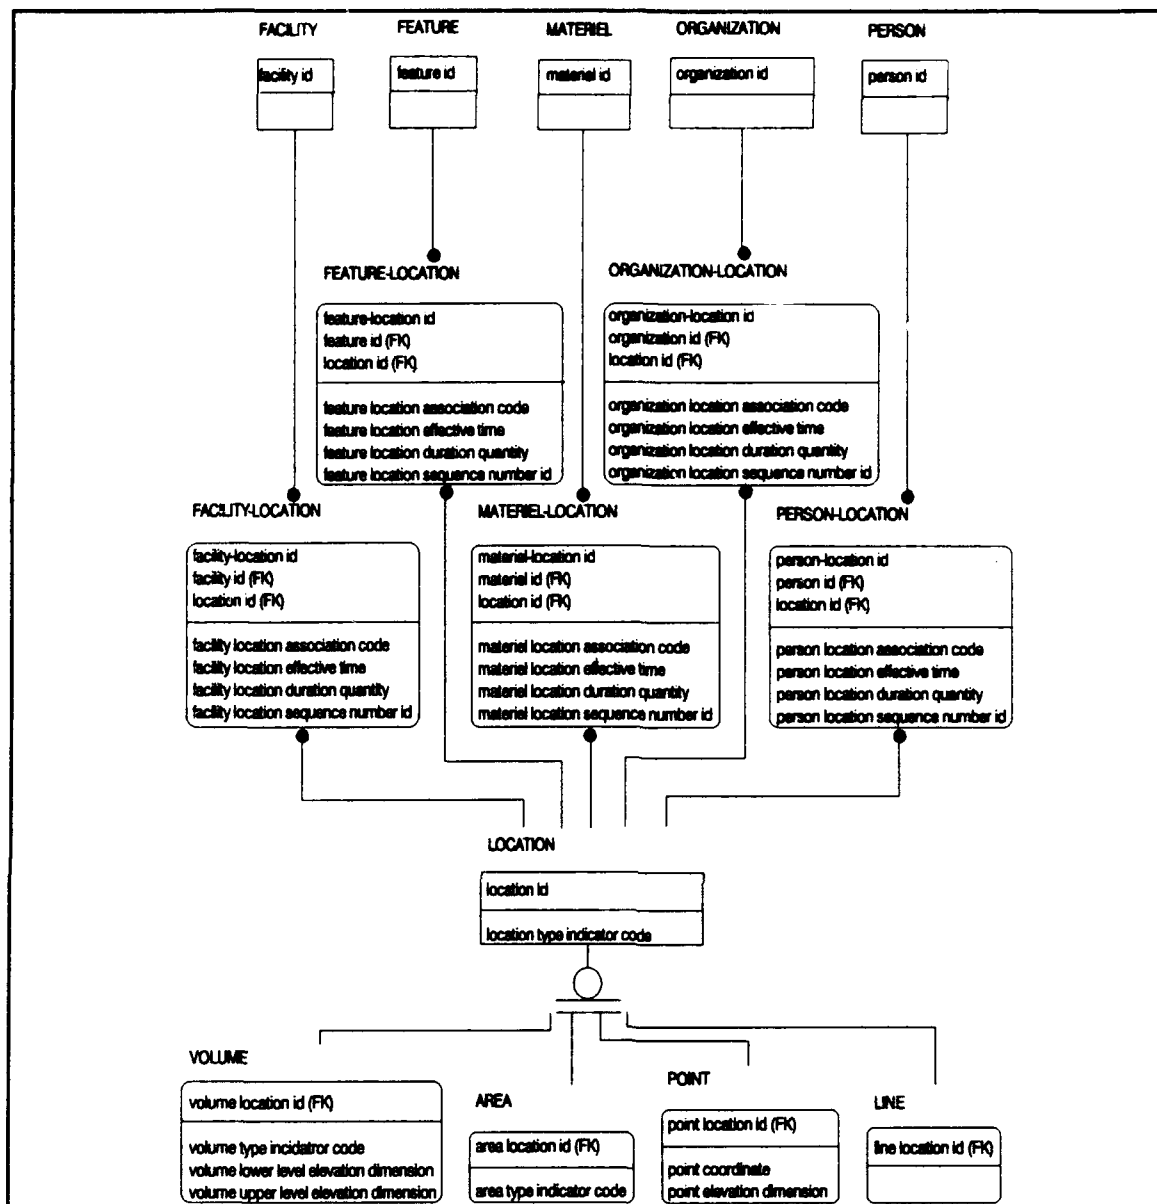 FACILITY
FEATURE
MATERIEL
ORGANIZATION
PERSON
facility id
feature id
materiel id
organization id
person id
FEATURE-LOCATION
feature-location id
feature id (FK)
location id (FK)
feature location association code
feature location effective time
feature location duration quantity
feature location sequence number id
ORGANIZATION-LOCATION
organization-location id
organization id (FK)
location id (FK)
organization location association code
organization location effective time
organization location duration quantity
organization location sequence number id
FACILITY-LOCATION
facility-location id
facility id (FK)
location id (FK)
facility location association code
facility location effective time
facility location duration quantity
facility location sequence number id
MATERIEL-LOCATION
materiel-location id
materiel id (FK)
location id (FK)
materiel location association code
materiel location effective time
materiel location duration quantity
materiel location sequence number id
PERSON-LOCATION
person-location id
person id (FK)
location id (FK)
person location association code
person location effective time
person location duration quantity
person location sequence number id
LOCATION
location id
location type indicator code
VOLUME
volume location id (FK)
volume type incidatror code
volume lower level elevation dimension
volume upper level elevation dimension
AREA
area location id (FK)
area type indicator code
POINT
point location id (FK)
point coordinate
point elevation dimension
LINE
line location id (FK)